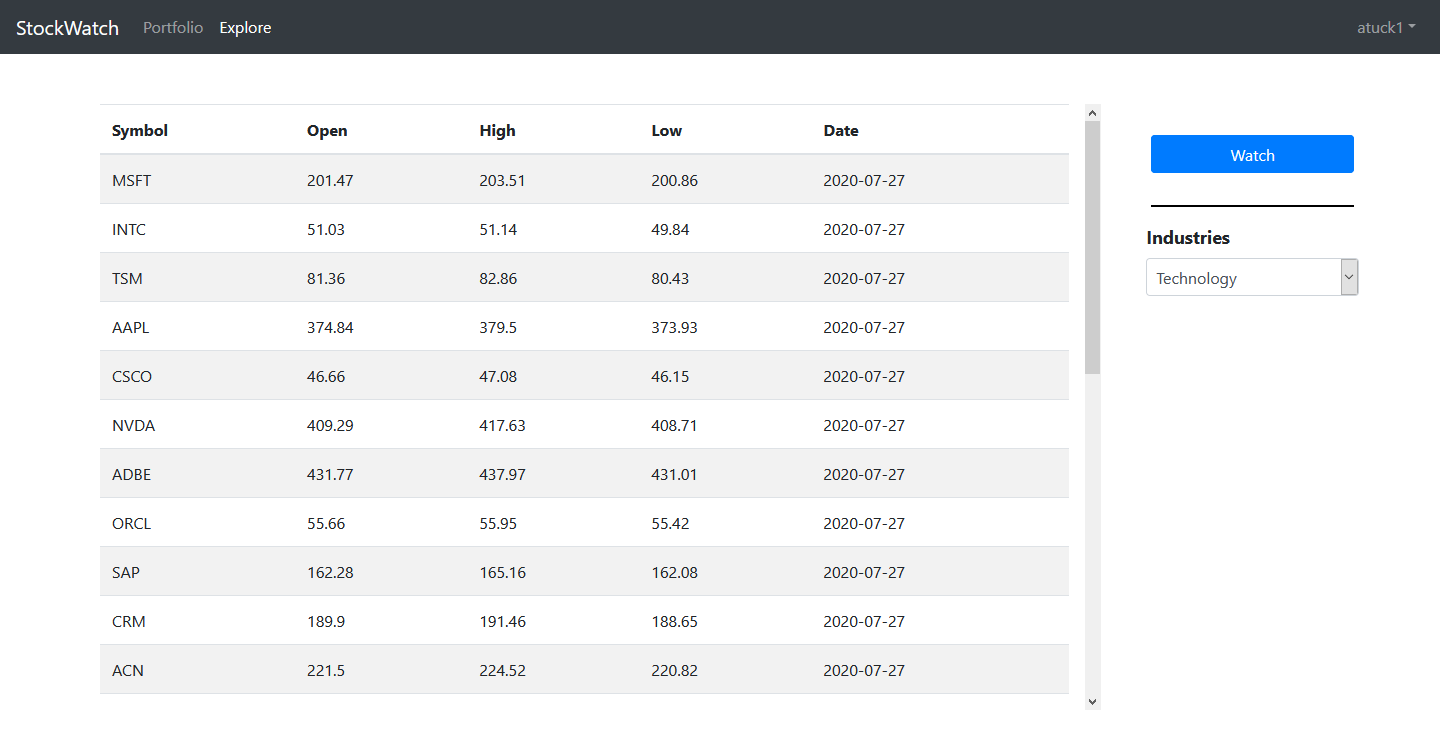 StockWatch Portfolio Explore atuck1
Symbol Open High Low Date
MSFT 201.47 203.51 200.86 2020-07-27
INTC 51.03 51.14 49.84 2020-07-27
TSM 81.36 82.86 80.43 2020-07-27
AAPL 374.84 379.5 373.93 2020-07-27
CSCO 46.66 47.08 46.15 2020-07-27
NVDA 409.29 417.63 408.71 2020-07-27
ADBE 431.77 437.97 431.01 2020-07-27
ORCL 55.66 55.95 55.42 2020-07-27
SAP 162.28 165.16 162.08 2020-07-27
CRM 189.9 191.46 188.65 2020-07-27
ACN 221.5 224.52 220.82 2020-07-27
Watch
Industries
Technology